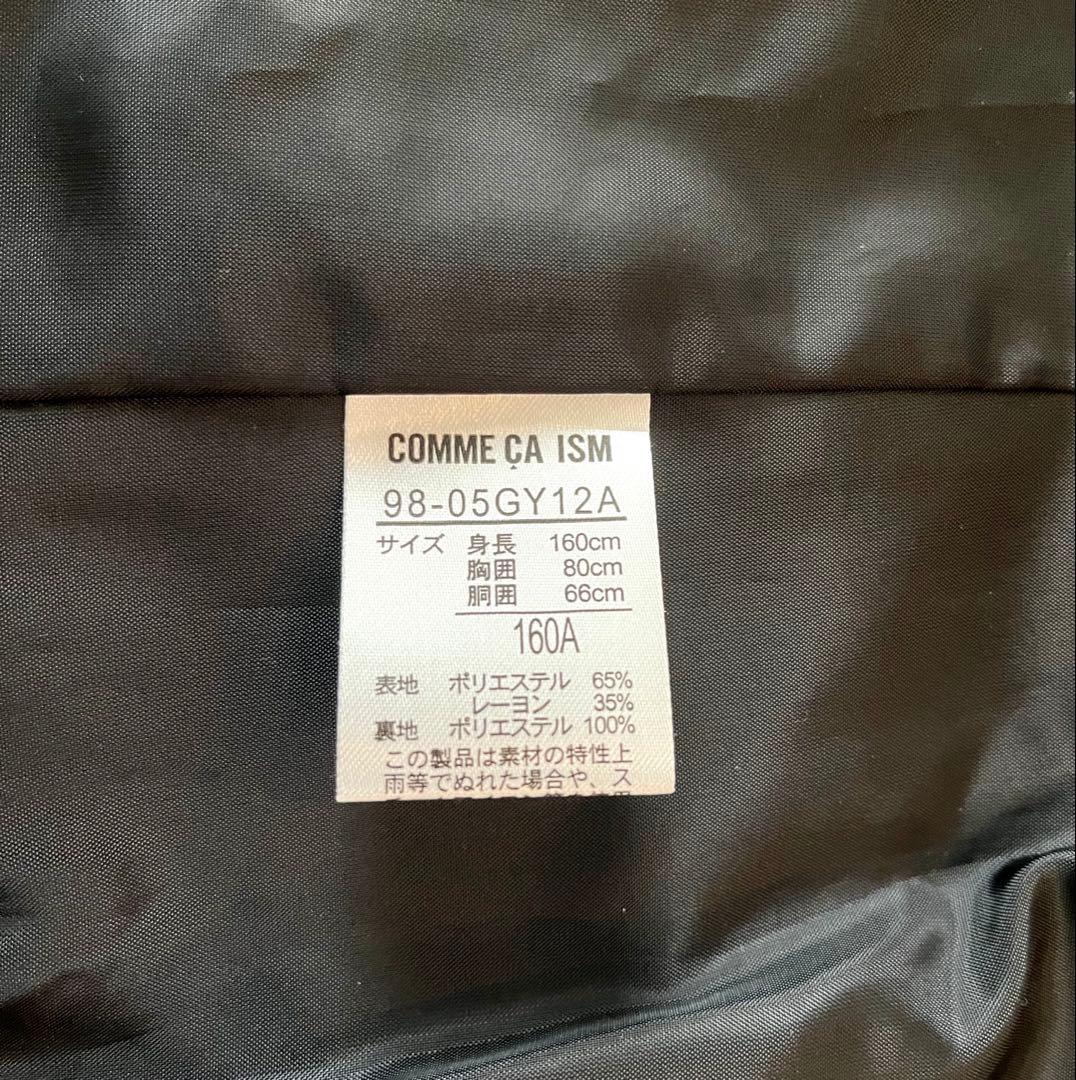 COMME ÇA ISM
98-05GY12A
サイズ 身長 160cm
胸囲 80cm
胴囲 66cm
160A
表地 ポリエステル 65%
レーヨン 35%
裏地 ポリエステル 100%
この製品は素材の特性上
雨等でぬれた場合や、ス